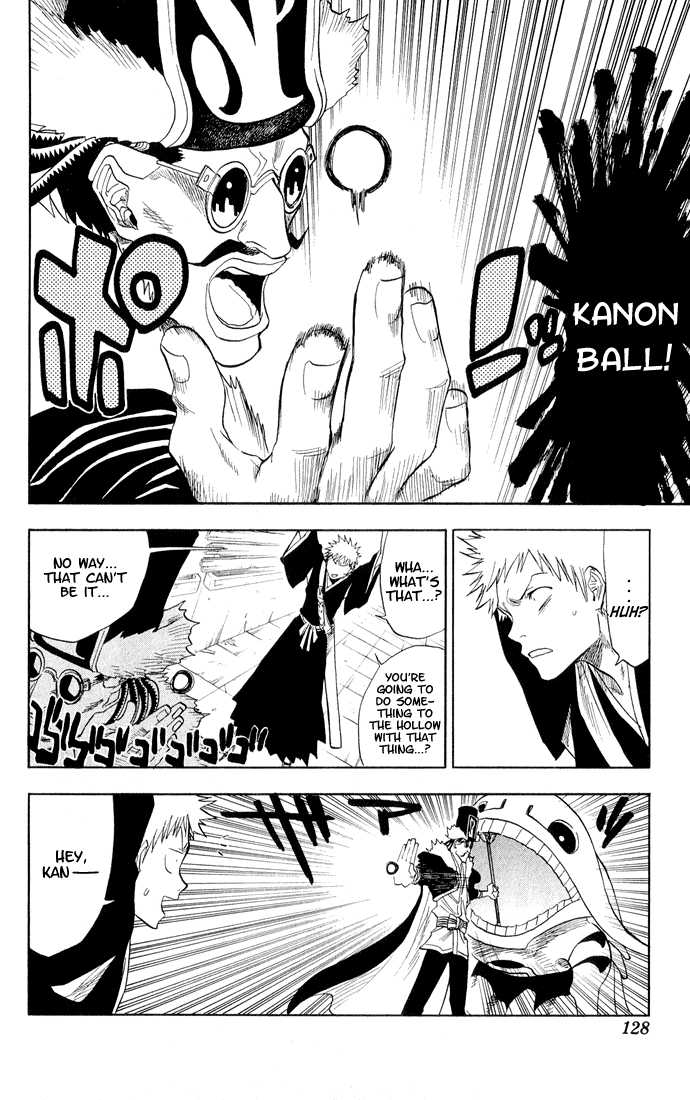 KANON
BALL!
ポ
!!
...
HUH?
WHA...
WHAT'S
THAT...?
YOU'RE
GOING TO
DO SOME-
THING TO
THE HOLLOW
WITH THAT
THING...?
NO WAY...
THAT CAN'T
BE IT...
HEY,
KAN—
128